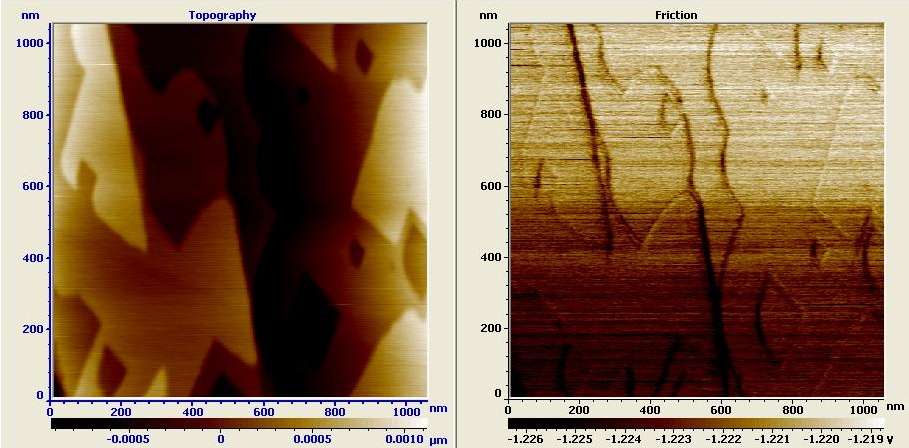 Topography
nm
1000
800
600
400
200
0
0 200 400 600 800 1000 nm
-0.0005 0 0.0005 0.0010 µm
Friction
nm
1000
800
600
400
200
0
0 200 400 600 800 1000 nm
-1.226 -1.225 -1.224 -1.223 -1.222 -1.221 -1.220 -1.219 V